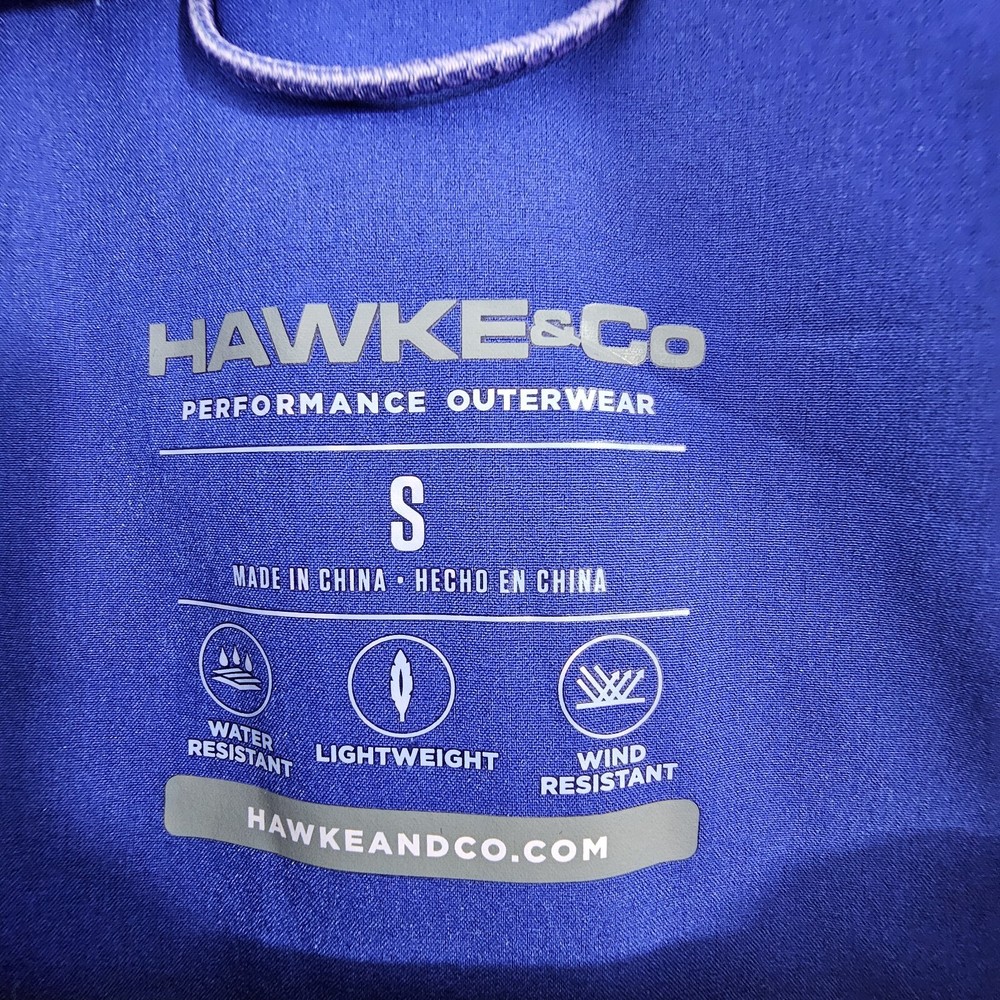 HAWKE&Co
PERFORMANCE OUTERWEAR
S
MADE IN CHINA • HECHO EN CHINA
WATER
RESISTANT
LIGHTWEIGHT
WIND
RESISTANT
HAWKEANDCO.COM